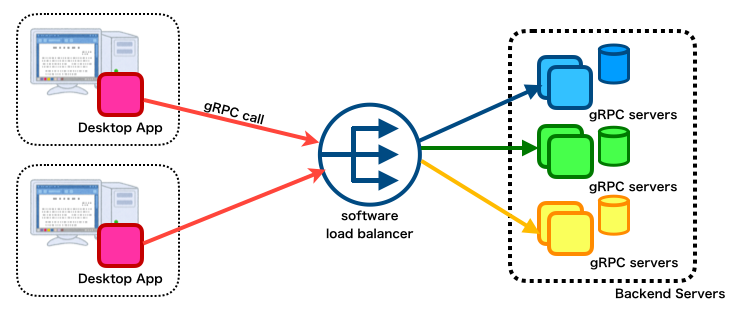 Desktop App
gRPC call
Desktop App
software
load balancer
gRPC servers
gRPC servers
gRPC servers
Backend Servers